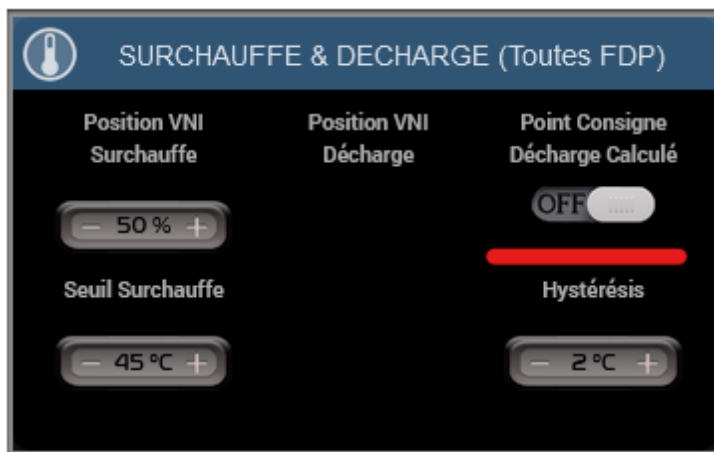 SURCHAUFFE & DECHARGE (Toutes FDP)
Position VNI
Surchauffe
Position VNI
Décharge
Point Consigne
Décharge Calculé
OFF
− 50 % +
Seuil Surchauffe
Hystérésis
− 45 °C +
− 2 °C +